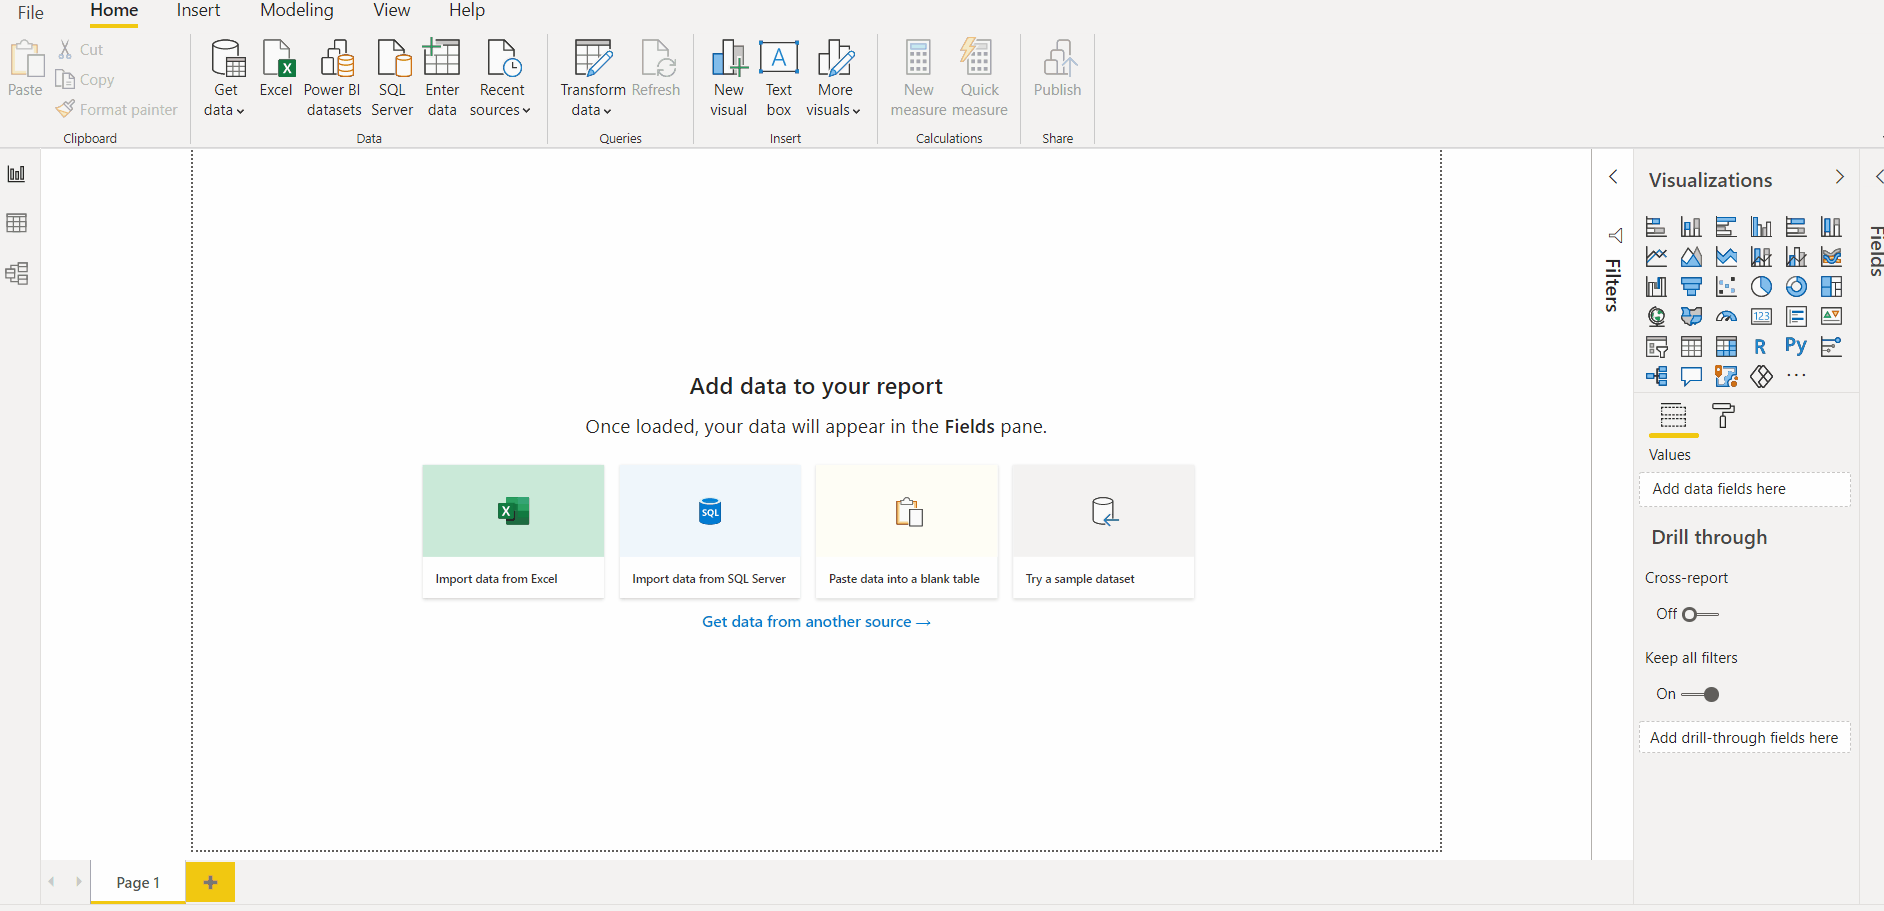 File Home Insert Modeling View Help
Paste
Cut
Copy
Format painter
Clipboard
Get data
Excel
Power BI datasets
SQL Server
Enter data
Recent sources
Data
Transform data
Refresh
Queries
New visual
Text box
More visuals
Insert
New measure
Quick measure
Calculations
Publish
Share
Add data to your report
Once loaded, your data will appear in the Fields pane.
Import data from Excel
SQL
Import data from SQL Server
Paste data into a blank table
Try a sample dataset
Get data from another source →
Filters
Visualizations
123
R
Py
Values
Add data fields here
Drill through
Cross-report
Off
Keep all filters
On
Add drill-through fields here
Fields
Page 1